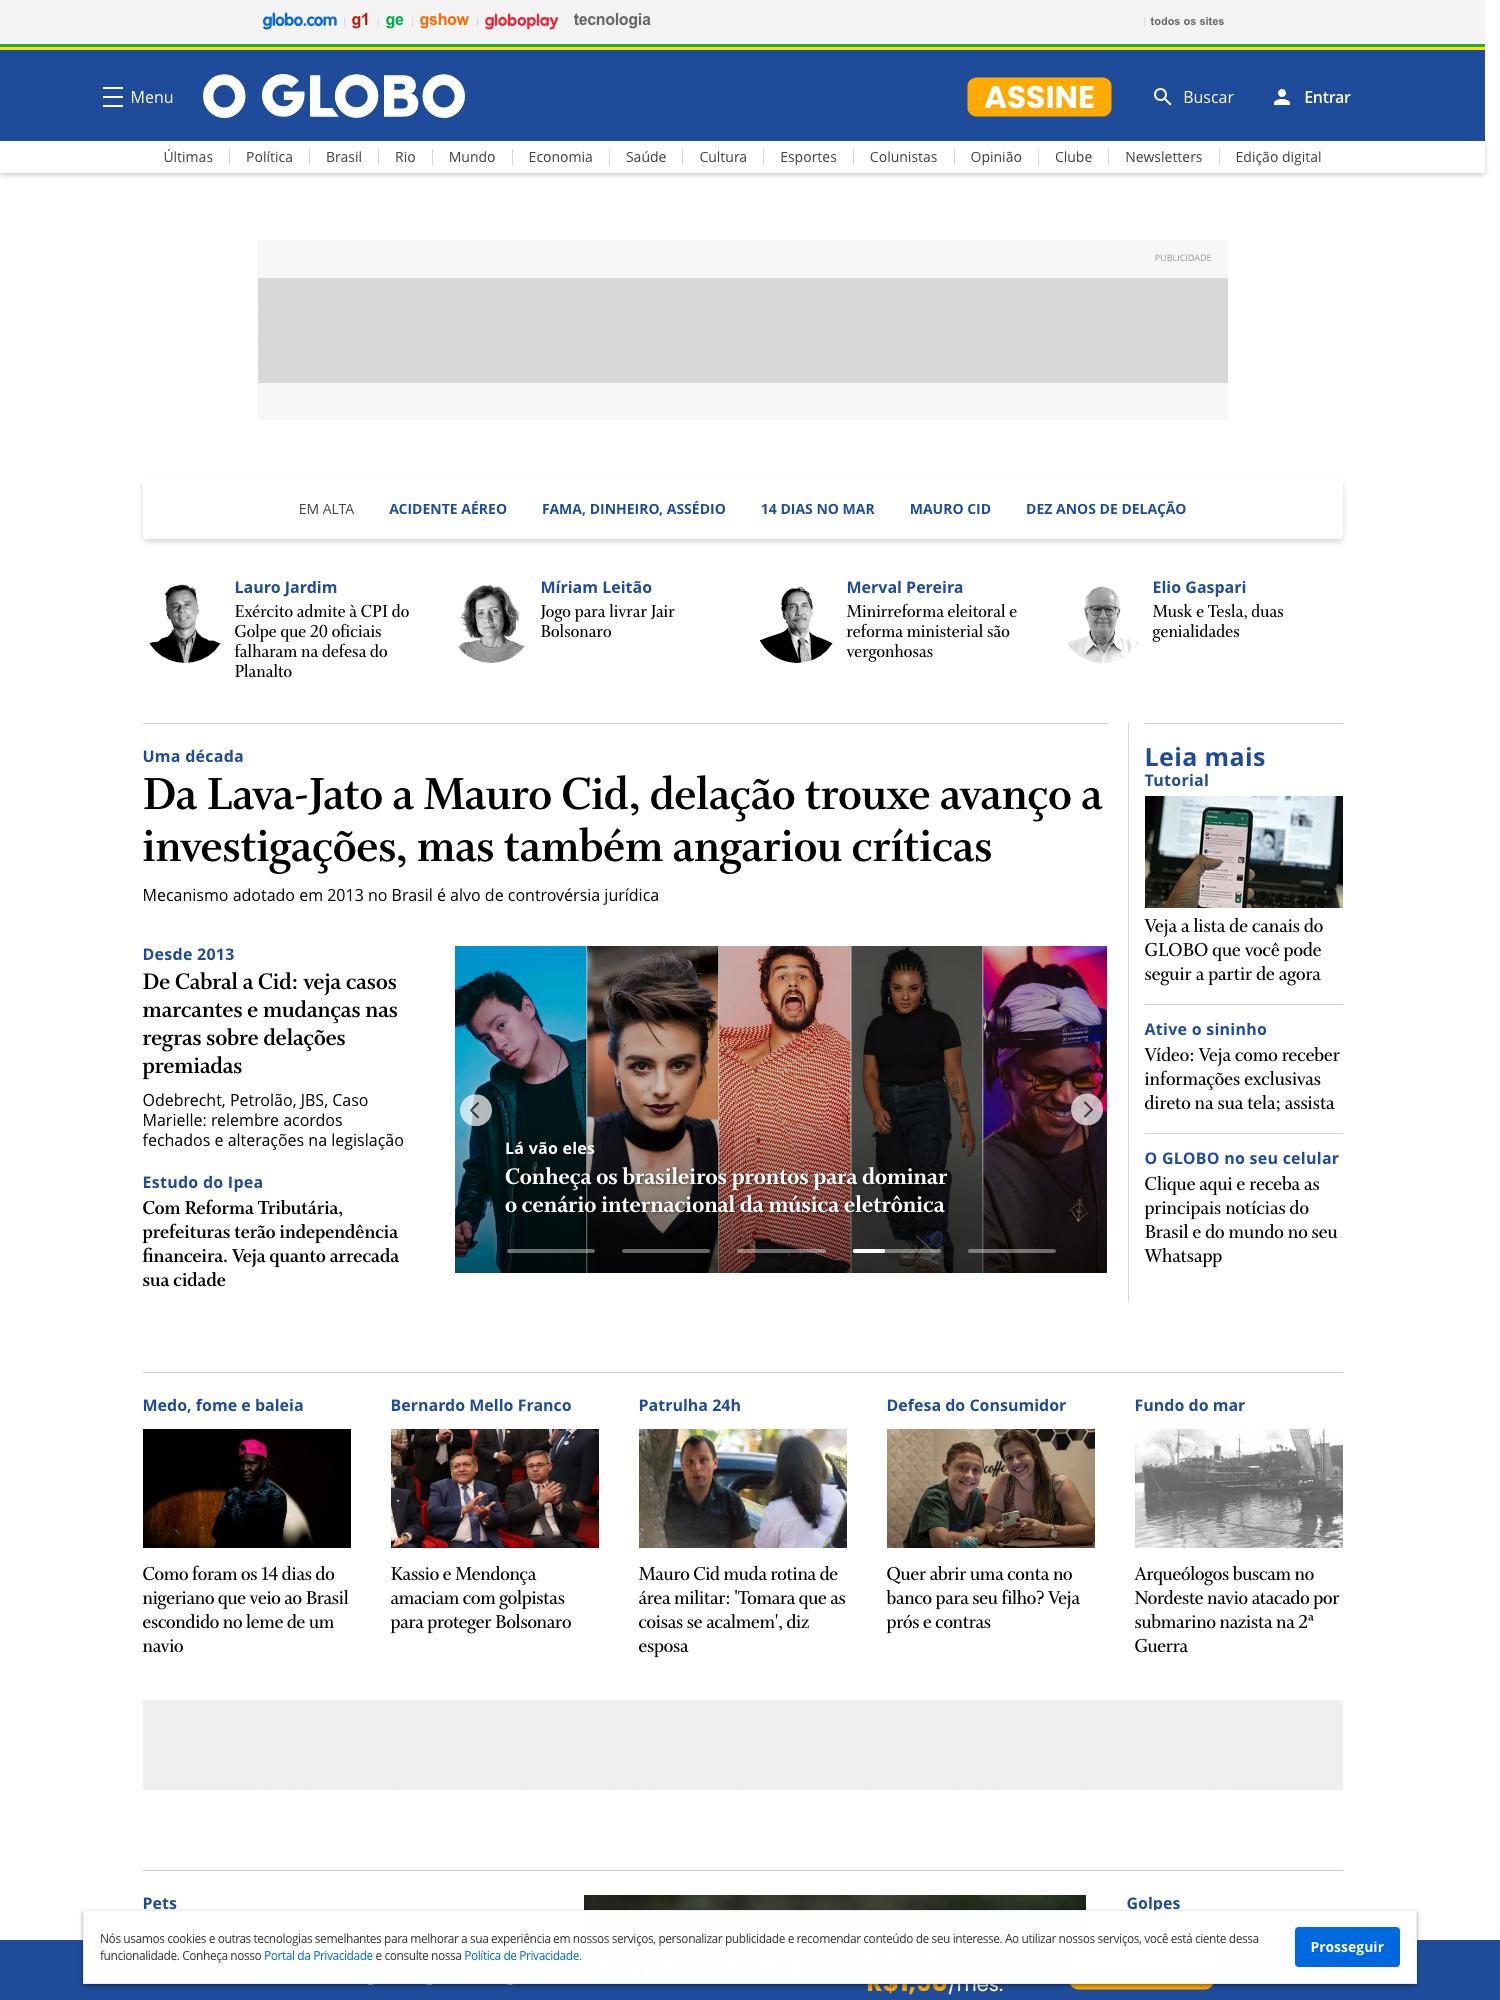 globo.com g1 ge gshow globoplay tecnologia todos os sites
Menu O GLOBO ASSINE Buscar Entrar
Últimas Política Brasil Rio Mundo Economia Saúde Cultura Esportes Colunistas Opinião Clube Newsletters Edição digital
PUBLICIDADE
EM ALTA ACIDENTE AÉREO FAMA, DINHEIRO, ASSÉDIO 14 DIAS NO MAR MAURO CID DEZ ANOS DE DELAÇÃO
Lauro Jardim
Exército admite à CPI do
Golpe que 20 oficiais
falharam na defesa do
Planalto
Míriam Leitão
Jogo para livrar Jair
Bolsonaro
Merval Pereira
Minirreforma eleitoral e
reforma ministerial são
vergonhosas
Elio Gaspari
Musk e Tesla, duas
genialidades
Uma década
Da Lava-Jato a Mauro Cid, delação trouxe avanço a
investigações, mas também angariou críticas
Mecanismo adotado em 2013 no Brasil é alvo de controvérsia jurídica
Desde 2013
De Cabral a Cid: veja casos
marcantes e mudanças nas
regras sobre delações
premiadas
Odebrecht, Petrolão, JBS, Caso
Marielle: relembre acordos
fechados e alterações na legislação
Estudo do Ipea
Com Reforma Tributária,
prefeituras terão independência
financeira. Veja quanto arrecada
sua cidade
Lá vão eles
Conheça os brasileiros prontos para dominar
o cenário internacional da música eletrônica
Leia mais
Tutorial
Veja a lista de canais do
GLOBO que você pode
seguir a partir de agora
Ative o sininho
Vídeo: Veja como receber
informações exclusivas
direto na sua tela; assista
O GLOBO no seu celular
Clique aqui e receba as
principais notícias do
Brasil e do mundo no seu
Whatsapp
Medo, fome e baleia
Como foram os 14 dias do
nigeriano que veio ao Brasil
escondido no leme de um
navio
Bernardo Mello Franco
Kassio e Mendonça
amaciam com golpistas
para proteger Bolsonaro
Patrulha 24h
Mauro Cid muda rotina de
área militar: 'Tomara que as
coisas se acalmem', diz
esposa
Defesa do Consumidor
coffe
Quer abrir uma conta no
banco para seu filho? Veja
prós e contras
Fundo do mar
Arqueólogos buscam no
Nordeste navio atacado por
submarino nazista na 2ª
Guerra
Pets
Golpes
Nós usamos cookies e outras tecnologias semelhantes para melhorar a sua experiência em nossos serviços, personalizar publicidade e recomendar conteúdo de seu interesse. Ao utilizar nossos serviços, você está ciente dessa
funcionalidade. Conheça nosso Portal da Privacidade e consulte nossa Política de Privacidade.
Prosseguir